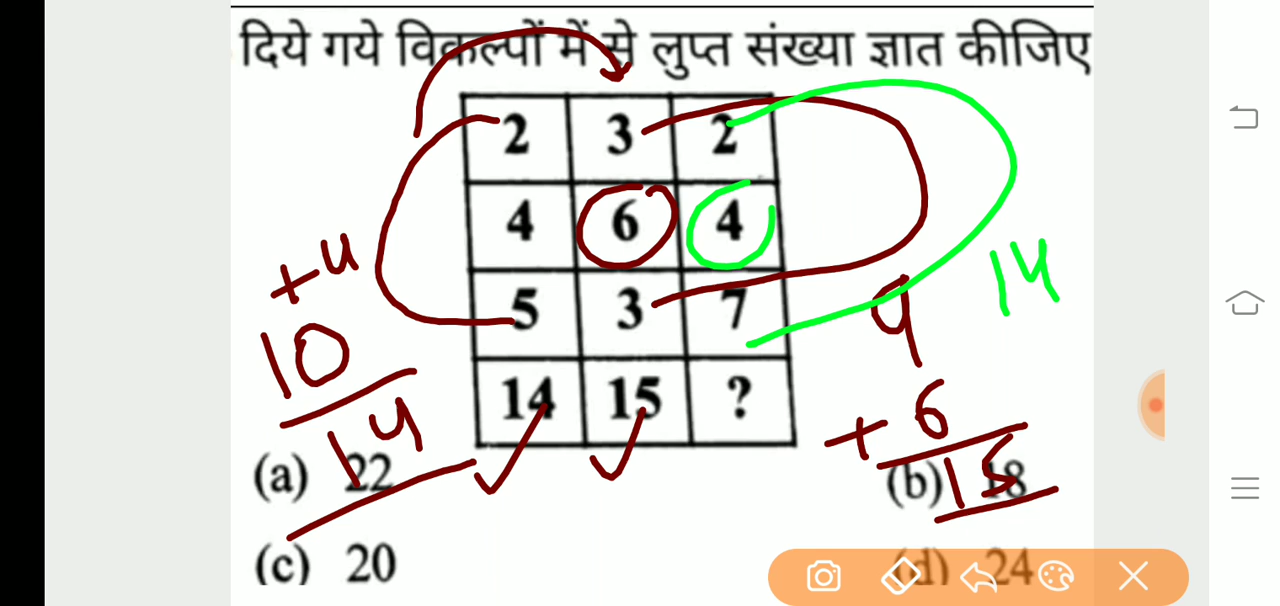 दिये गये विकल्पों में से लुप्त संख्या ज्ञात कीजिए
2 3 2
4 6 4
5 3 7
14 15 ?
+4
10
14
9
+6
15
14
(a) 22 (b) 18
(c) 20 (d) 24